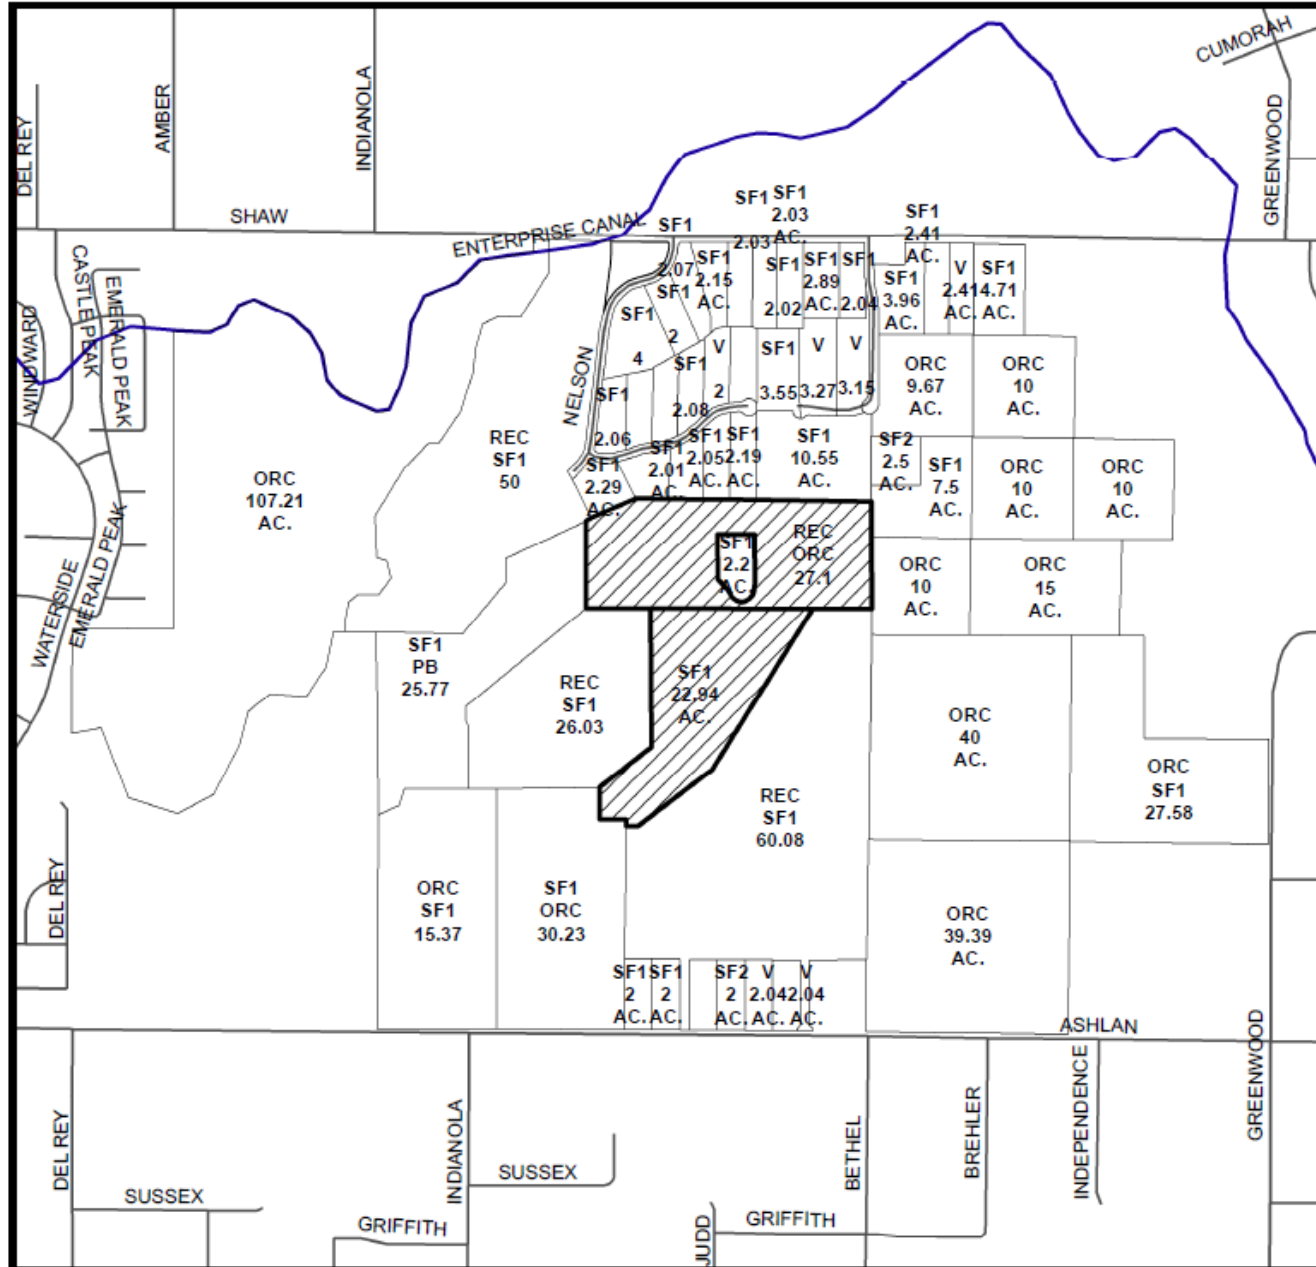 CUMORAH
DEL REY
AMBER
INDIANOLA
GREENWOOD
SHAW
ENTERPRISE CANAL
SF1
2.07
SF1
2.03
SF1
2.03
AC.
SF1
2.41
AC.
CASTLE PEAK
EMERALD PEAK
WINDWARD
NELSON
SF1
2.15
AC.
SF1
2.02
SF1
2.89
AC.
SF1
2.04
SF1
3.96
AC.
V
2.41
AC.
SF1
4.71
AC.
SF1
4
SF1
2
V
2
SF1
3.55
V
3.27
V
3.15
ORC
9.67
AC.
ORC
10
AC.
SF1
2.06
SF1
2.08
REC
SF1
50
ORC
107.21
AC.
SF1
2.29
AC.
SF1
2.01
AC.
SF1
2.05
AC.
SF1
2.19
AC.
SF1
10.55
AC.
SF2
2.5
AC.
SF1
7.5
AC.
ORC
10
AC.
ORC
10
AC.
SF1
2.2
AC.
REC
ORC
27.1
ORC
10
AC.
ORC
15
AC.
WATERSIDE
EMERALD PEAK
SF1
PB
25.77
REC
SF1
26.03
SF1
22.94
AC.
ORC
40
AC.
ORC
SF1
27.58
REC
SF1
60.08
DEL REY
ORC
SF1
15.37
SF1
ORC
30.23
ORC
39.39
AC.
SF1
2
AC.
SF1
2
AC.
SF2
2
AC.
V
2.04
AC.
V
2.04
AC.
ASHLAN
DEL REY
INDIANOLA
BETHEL
BREHLER
INDEPENDENCE
GREENWOOD
SUSSEX
SUSSEX
GRIFFITH
JUDD
GRIFFITH